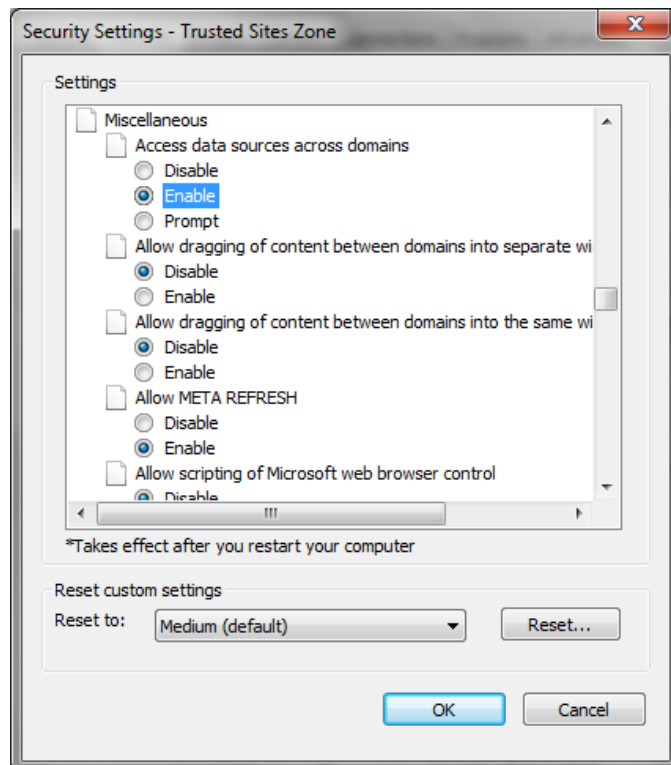 Security Settings - Trusted Sites Zone
Settings
Miscellaneous
Access data sources across domains
Disable
Enable
Prompt
Allow dragging of content between domains into separate wi
Disable
Enable
Allow dragging of content between domains into the same wi
Disable
Enable
Allow META REFRESH
Disable
Enable
Allow scripting of Microsoft web browser control
Disable
*Takes effect after you restart your computer
Reset custom settings
Reset to:
Medium (default)
Reset...
OK
Cancel